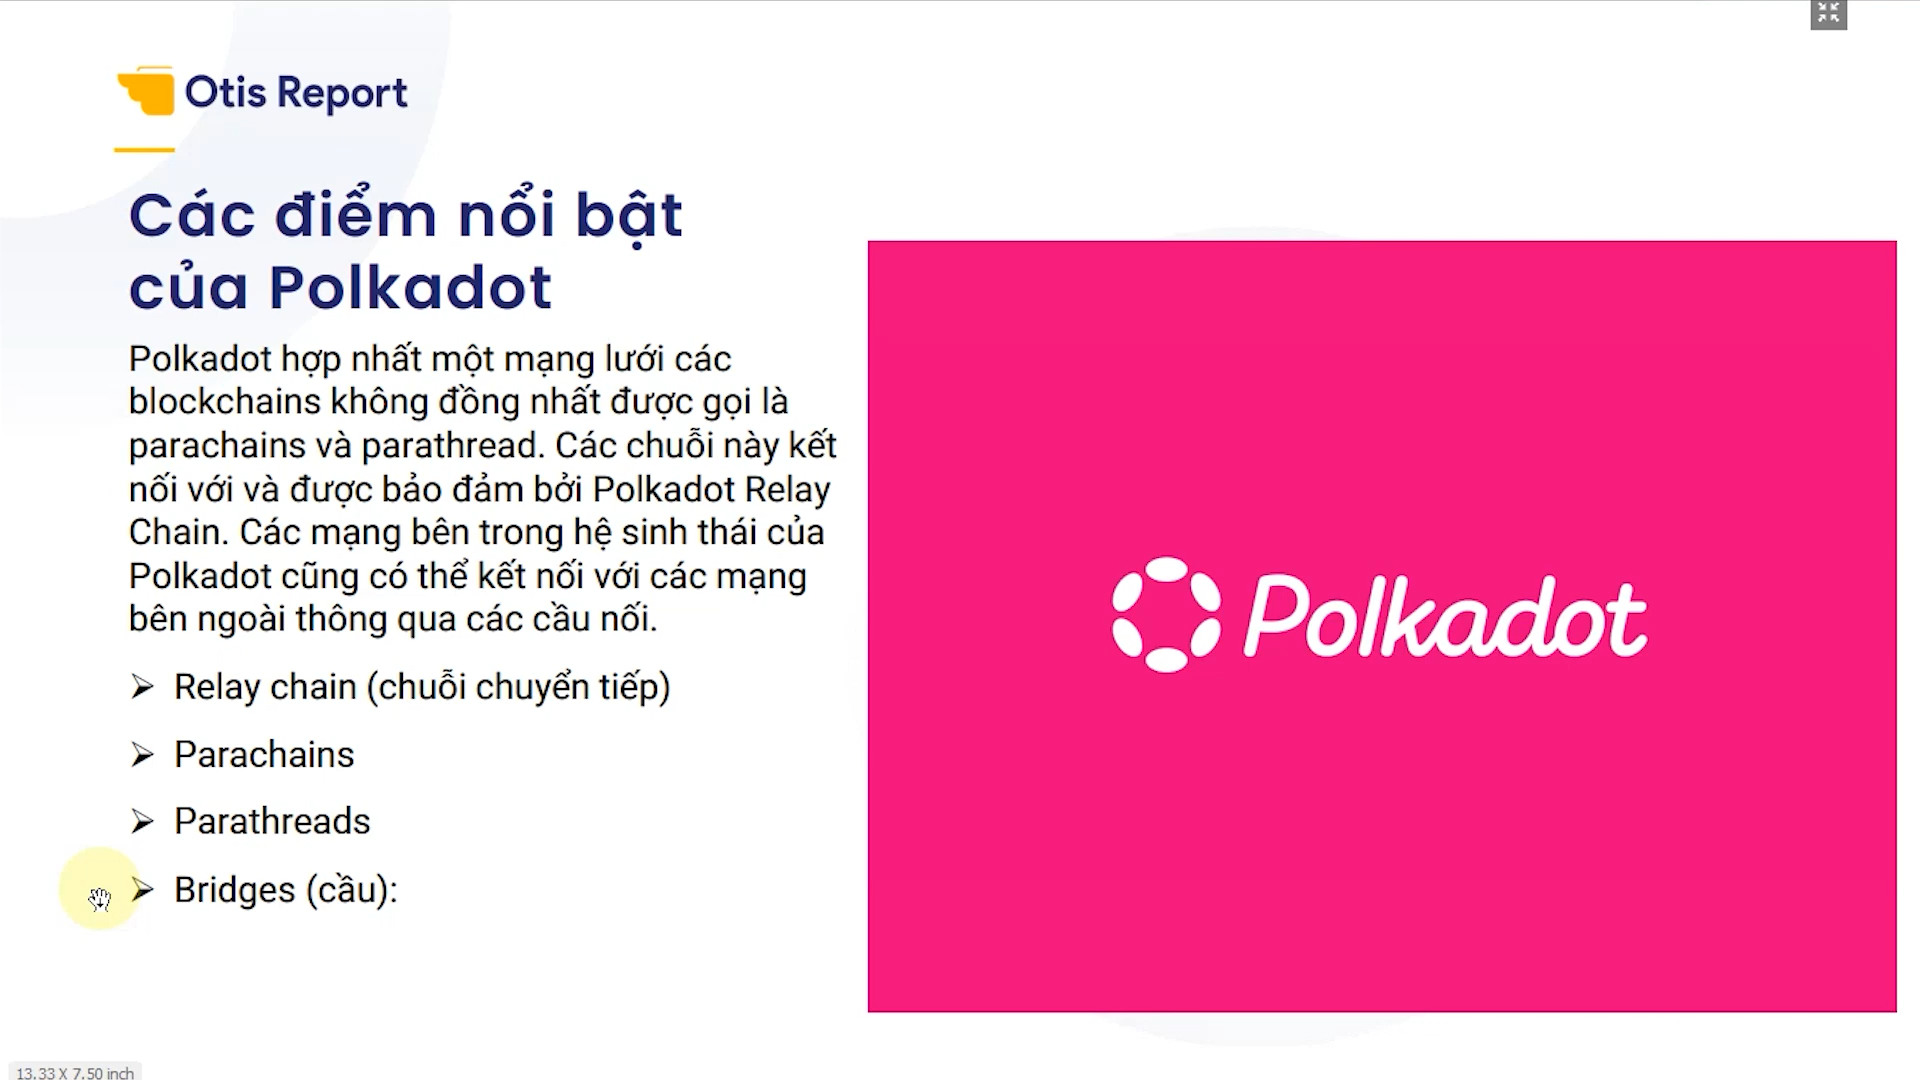 Otis Report
Các điểm nổi bật
của Polkadot
Polkadot hợp nhất một mạng lưới các
blockchains không đồng nhất được gọi là
parachains và parathread. Các chuỗi này kết
nối với và được bảo đảm bởi Polkadot Relay
Chain. Các mạng bên trong hệ sinh thái của
Polkadot cũng có thể kết nối với các mạng
bên ngoài thông qua các cầu nối.
➢ Relay chain (chuỗi chuyển tiếp)
➢ Parachains
➢ Parathreads
➢ Bridges (cầu):
Polkadot
13.33 X 7.50 inch